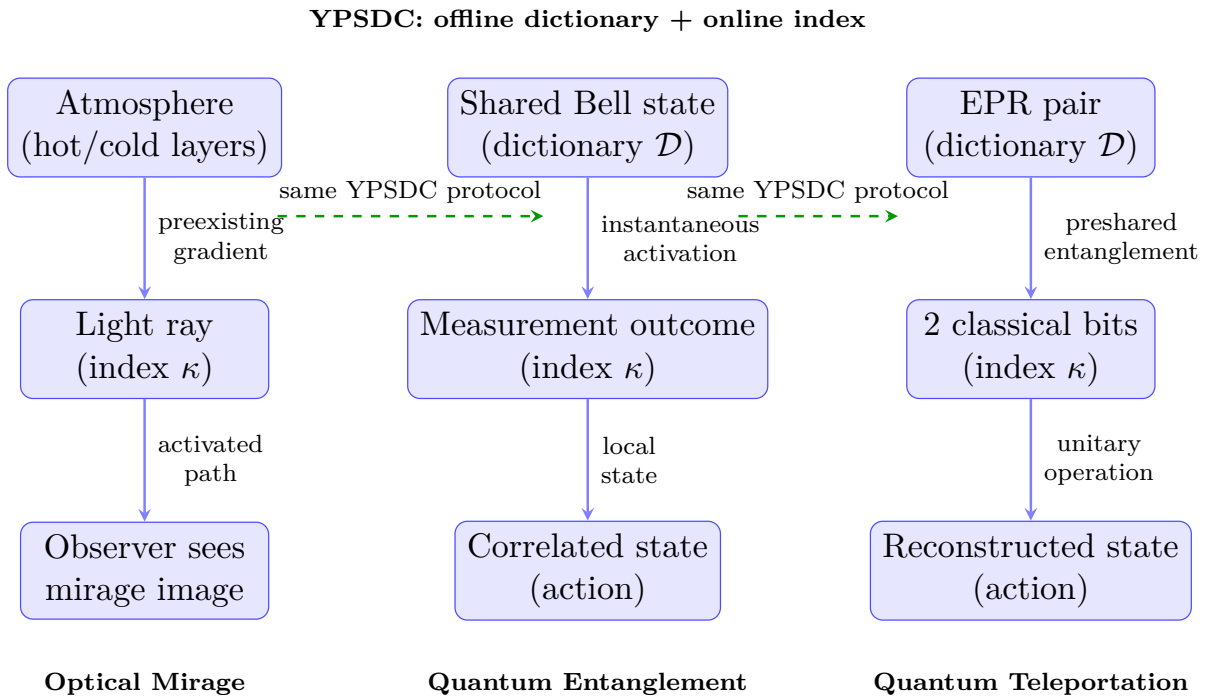 YPSDC: offline dictionary + online index
Atmosphere
(hot/cold layers)
Shared Bell state
(dictionary 𝒟)
EPR pair
(dictionary 𝒟)
same YPSDC protocol
same YPSDC protocol
preexisting
gradient
instantaneous
activation
preshared
entanglement
Light ray
(index κ)
Measurement outcome
(index κ)
2 classical bits
(index κ)
activated
path
local
state
unitary
operation
Observer sees
mirage image
Correlated state
(action)
Reconstructed state
(action)
Optical Mirage
Quantum Entanglement
Quantum Teleportation